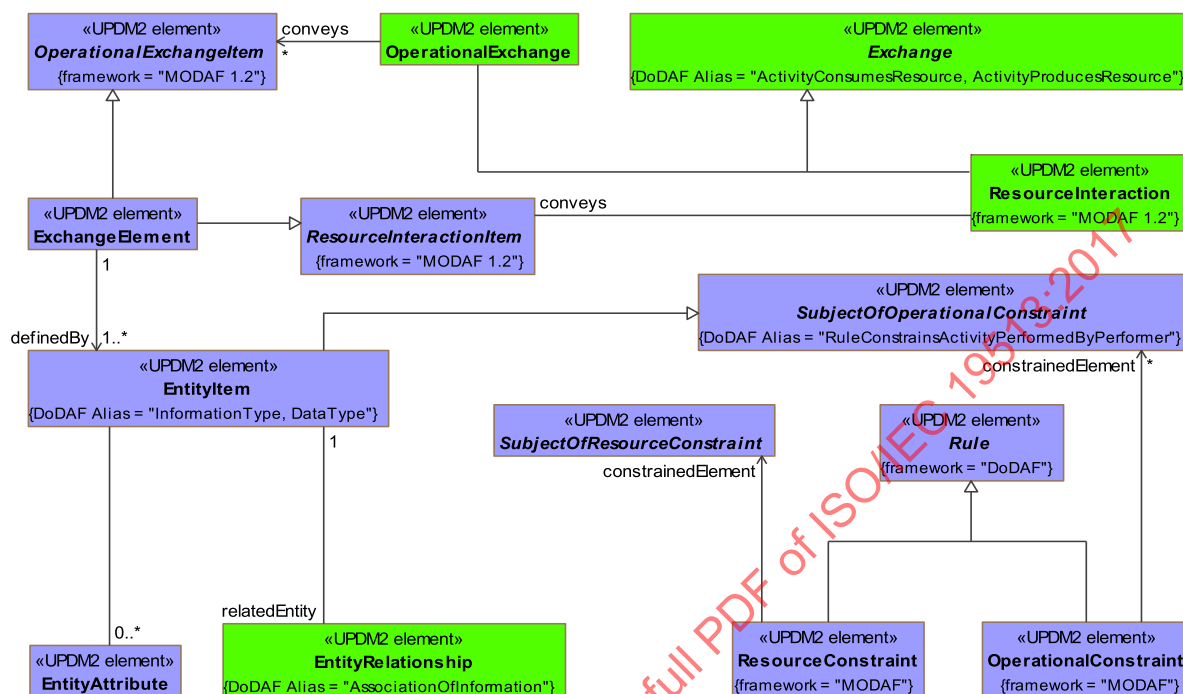 «UPDM2 element»
OperationalExchangeItem
{framework = "MODAF 1.2"}
conveys
*
«UPDM2 element»
OperationalExchange
«UPDM2 element»
Exchange
{DoDAF Alias = "ActivityConsumesResource, ActivityProducesResource"}
«UPDM2 element»
ResourceInteraction
{framework = "MODAF 1.2"}
«UPDM2 element»
ExchangeElement
«UPDM2 element»
ResourceInteractionItem
{framework = "MODAF 1.2"}
conveys
1
definedBy
1..*
«UPDM2 element»
SubjectOfOperationalConstraint
{DoDAF Alias = "RuleConstrainsActivityPerformedByPerformer"}
«UPDM2 element»
EntityItem
{DoDAF Alias = "InformationType, DataType"}
constrainedElement
*
«UPDM2 element»
SubjectOfResourceConstraint
«UPDM2 element»
Rule
{framework = "DoDAF"}
1
constrainedElement
0..*
relatedEntity
«UPDM2 element»
EntityAttribute
«UPDM2 element»
EntityRelationship
{DoDAF Alias = "AssociationOfInformation"}
«UPDM2 element»
ResourceConstraint
{framework = "MODAF"}
«UPDM2 element»
OperationalConstraint
{framework = "MODAF"}
full PDF of ISO/IEC 19513:2017